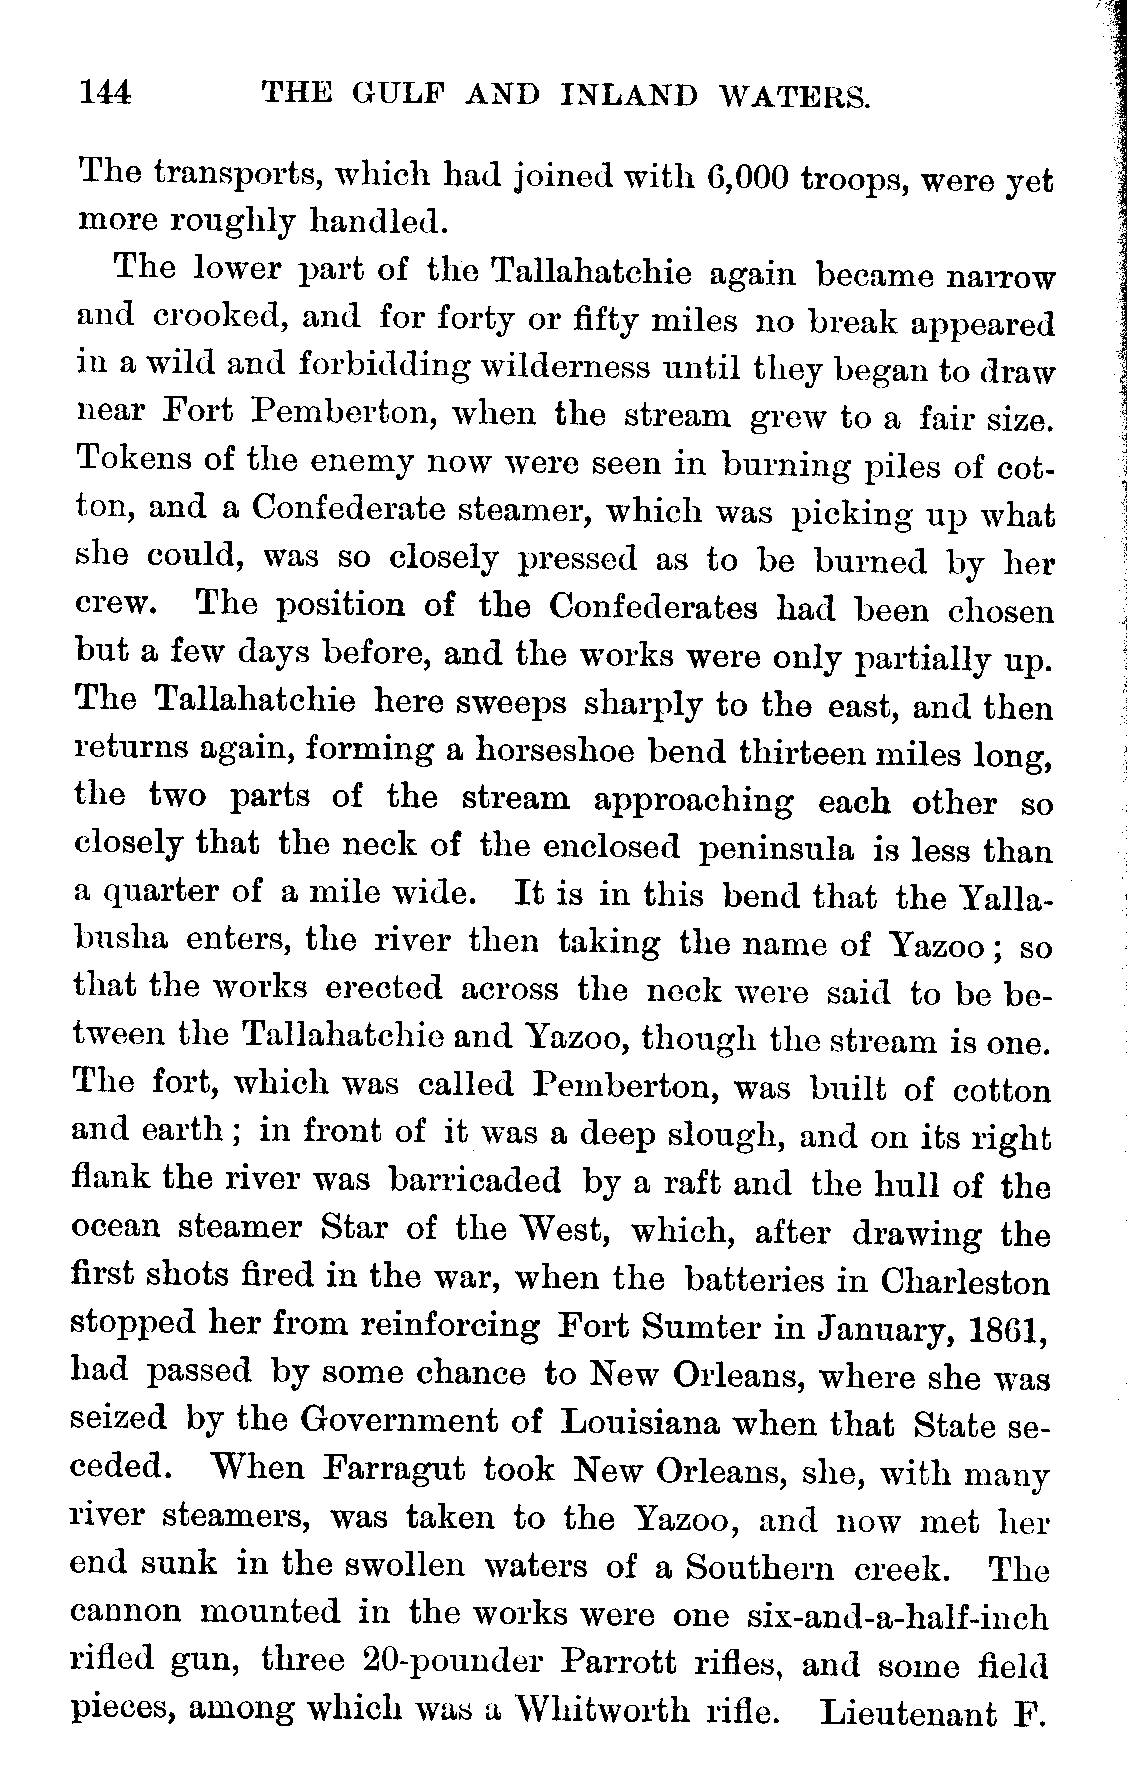 144 THE GULF AND INLAND WATERS.
The transports, which had joined with 6,000 troops, were yet
more roughly handled.
The lower part of the Tallahatchie again became narrow
and crooked, and for forty or fifty miles no break appeared
in a wild and forbidding wilderness until they began to draw
near Fort Pemberton, when the stream grew to a fair size.
Tokens of the enemy now were seen in burning piles of cot-
ton, and a Confederate steamer, which was picking up what
she could, was so closely pressed as to be burned by her
crew. The position of the Confederates had been chosen
but a few days before, and the works were only partially up.
The Tallahatchie here sweeps sharply to the east, and then
returns again, forming a horseshoe bend thirteen miles long,
the two parts of the stream approaching each other so
closely that the neck of the enclosed peninsula is less than
a quarter of a mile wide. It is in this bend that the Yalla-
busha enters, the river then taking the name of Yazoo; so
that the works erected across the neck were said to be be-
tween the Tallahatchie and Yazoo, though the stream is one.
The fort, which was called Pemberton, was built of cotton
and earth; in front of it was a deep slough, and on its right
flank the river was barricaded by a raft and the hull of the
ocean steamer Star of the West, which, after drawing the
first shots fired in the war, when the batteries in Charleston
stopped her from reinforcing Fort Sumter in January, 1861,
had passed by some chance to New Orleans, where she was
seized by the Government of Louisiana when that State se-
ceded. When Farragut took New Orleans, she, with many
river steamers, was taken to the Yazoo, and now met her
end sunk in the swollen waters of a Southern creek. The
cannon mounted in the works were one six-and-a-half-inch
rifled gun, three 20-pounder Parrott rifles, and some field
pieces, among which was a Whitworth rifle. Lieutenant F.